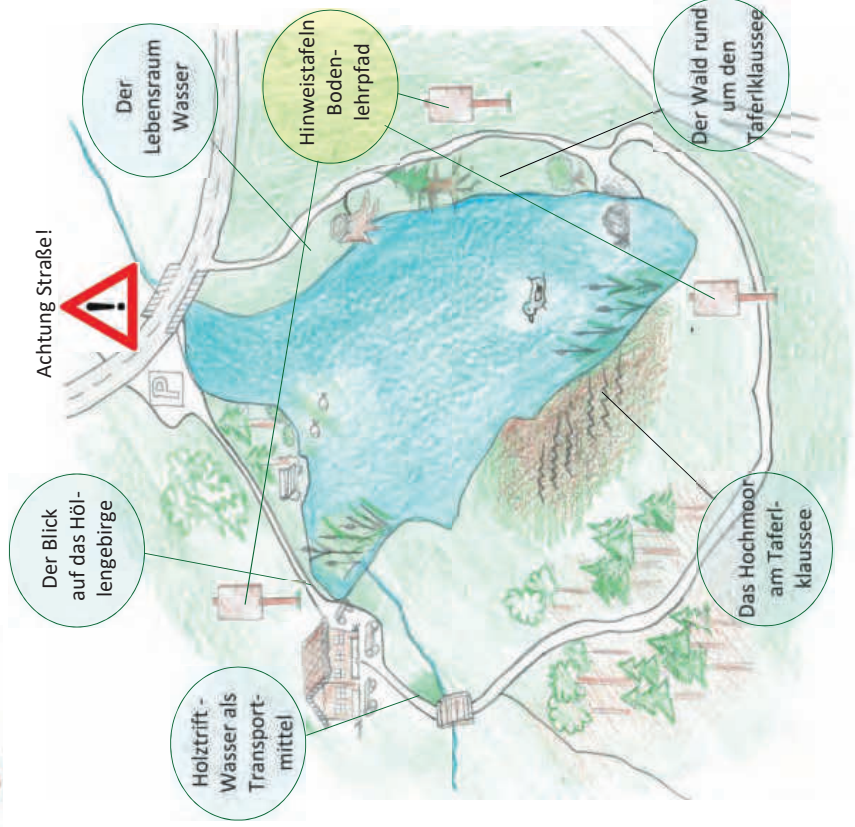 Achtung Straße!
Der
Lebensraum
Wasser
Hinweistafeln
Boden-
lehrpfad
Der Wald rund
um den
Taferlklaussee
P
Der Blick
auf das Höl-
lengebirge
Holztrift -
Wasser als
Transport-
mittel
Das Hochmoor
am Taferl-
klaussee